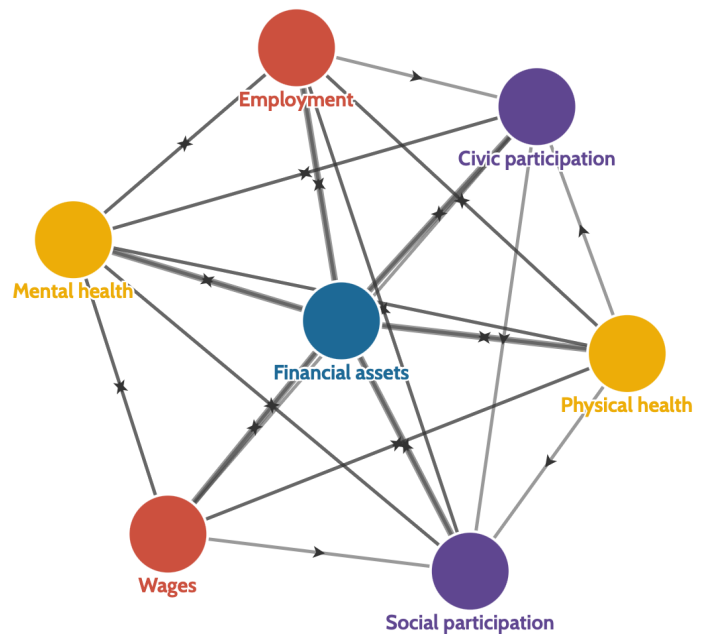 Employment
Civic participation
Mental health
Financial assets
Physical health
Wages
Social participation